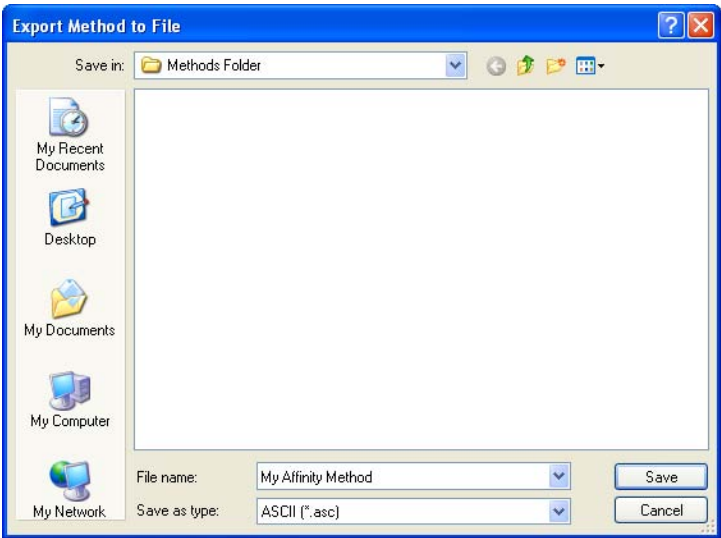 Export Method to File
Save in: Methods Folder
My Recent
Documents
Desktop
My Documents
My Computer
My Network
File name: My Affinity Method Save
Save as type: ASCII (*.asc) Cancel